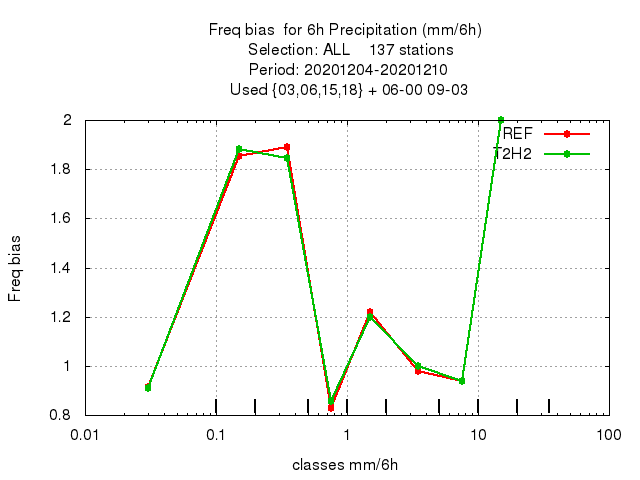 Freq bias  for 6h Precipitation (mm/6h)
Selection: ALL    137 stations
Period: 20201204-20201210
Used {03,06,15,18} + 06-00 09-03
REF
T2H2
2
1.8
1.6
1.4
1.2
1
0.8
Freq bias
0.01
0.1
1
10
100
classes mm/6h